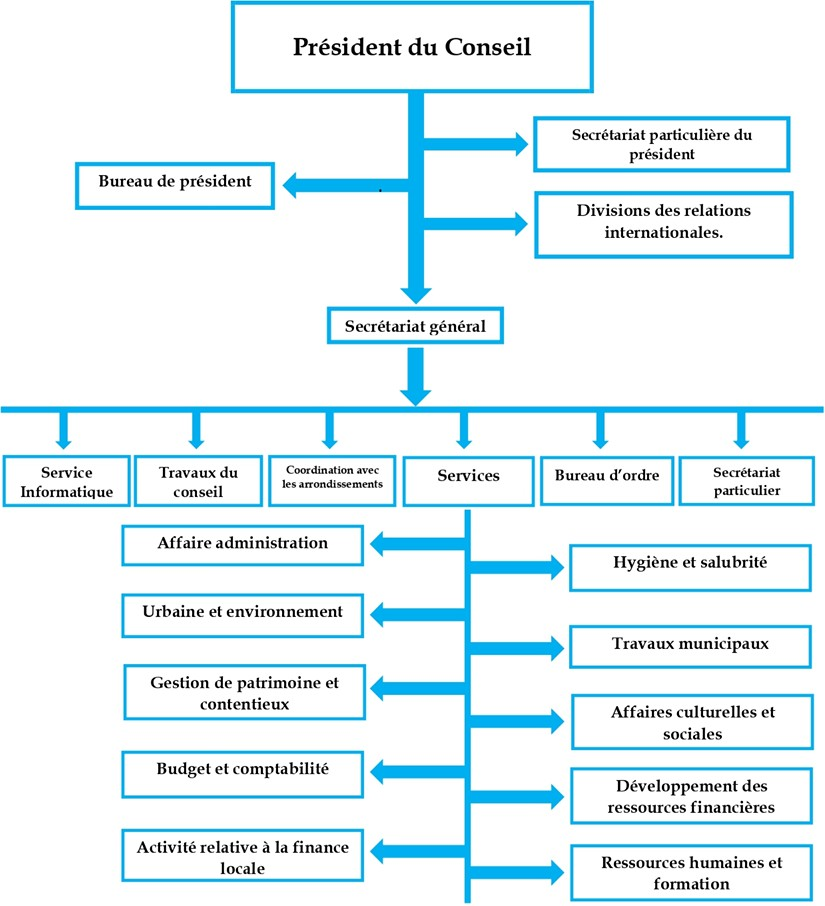 Président du Conseil
Secrétariat particulière du
président
Bureau de président
Divisions des relations
internationales.
Secrétariat général
Service
Informatique
Travaux du
conseil
Coordination avec
les arrondissements
Services
Bureau d’ordre
Secrétariat
particulier
Affaire administration
Hygiène et salubrité
Urbaine et environnement
Travaux municipaux
Gestion de patrimoine et
contentieux
Affaires culturelles et
sociales
Budget et comptabilité
Développement des
ressources financières
Activité relative à la finance
locale
Ressources humaines et
formation